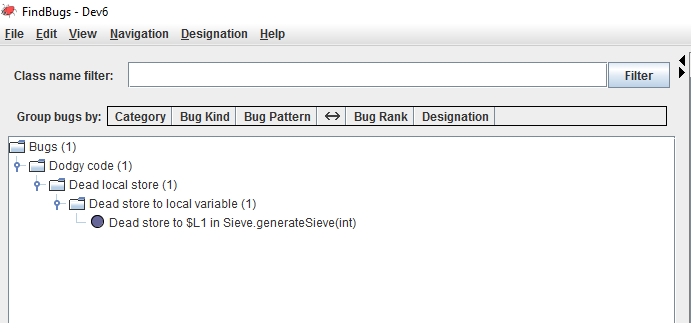 FindBugs - Dev6
File Edit View Navigation Designation Help
Class name filter: Filter
Group bugs by: Category Bug Kind Bug Pattern ↔ Bug Rank Designation
Bugs (1)
Dodgy code (1)
Dead local store (1)
Dead store to local variable (1)
Dead store to $L1 in Sieve.generateSieve(int)